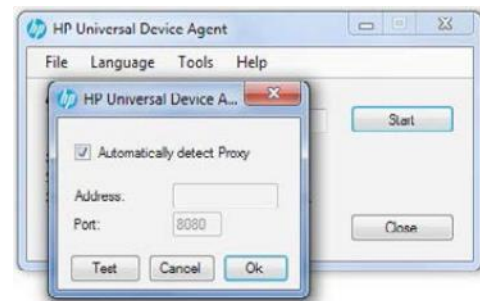 HP Universal Device Agent
File Language Tools Help
HP Universal Device A...
Start
Automatically detect Proxy
Address:
Port: 8080
Close
Test Cancel Ok